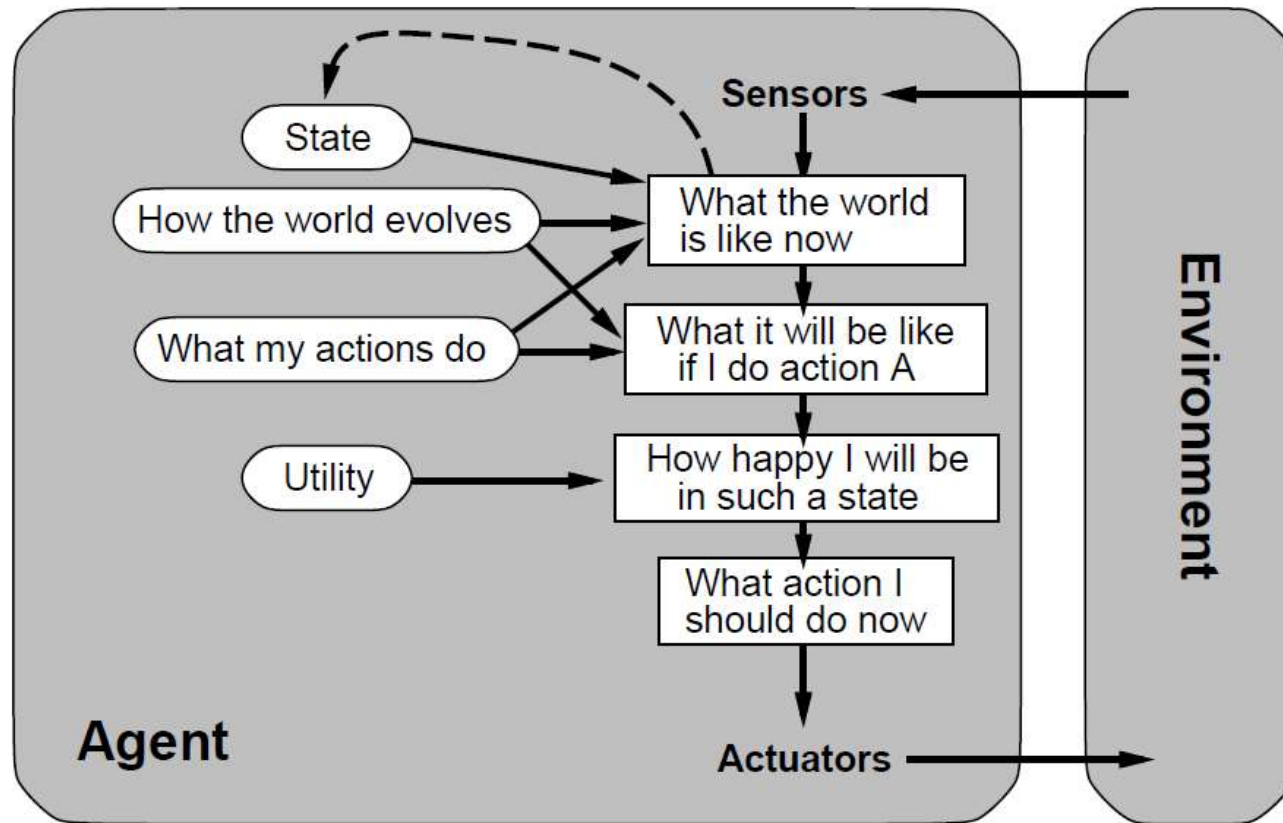 Sensors
State
What the world
is like now
How the world evolves
What it will be like
if I do action A
What my actions do
How happy I will be
in such a state
Utility
What action I
should do now
Agent
Actuators
Environment